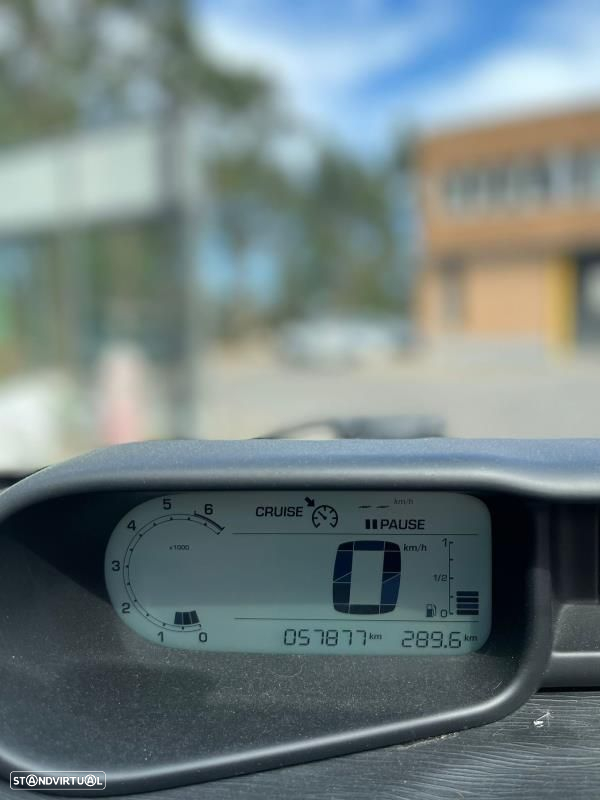 5 6
4
3
2
1 0
x1000
CRUISE -- km/h
PAUSE
0 km/h
1
1/2
0
057877 km 289.6 km
STANDVIRTUAL